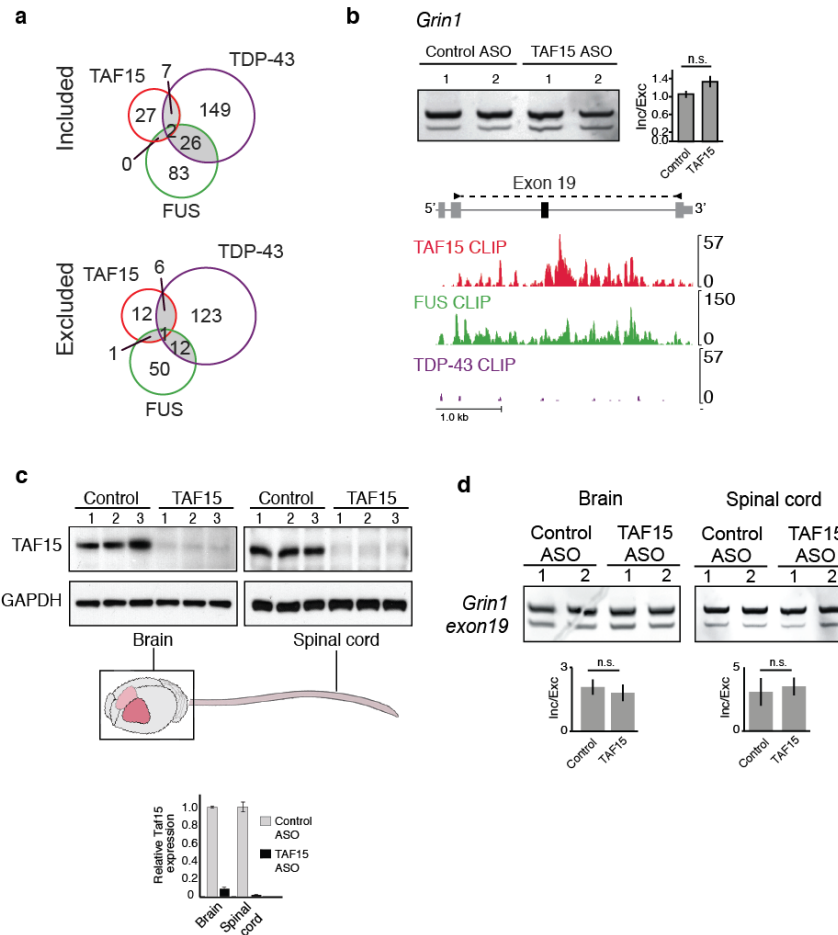 a
TAF15
7
TDP-43
Included
27
149
2
26
0
83
FUS
TAF15
6
TDP-43
Excluded
12
123
1
12
1
50
FUS
b
Grin1
Control ASO
TAF15 ASO
1 2 1 2
n.s.
Inc/Exc
1.4
1.0
0.6
0.2
0.0
Control
TAF15
Exon 19
5’
3’
TAF15 CLIP
57
0
FUS CLIP
150
0
TDP-43 CLIP
57
0
1.0 kb
c
Control TAF15 Control TAF15
1 2 3 1 2 3 1 2 3 1 2 3
TAF15
GAPDH
Brain
Spinal cord
Relative Taf15
expression
1.0
0.8
0.6
0.4
0.2
0
Control
ASO
TAF15
ASO
Brain
Spinal
cord
d
Brain
Spinal cord
Control
ASO
TAF15
ASO
Control
ASO
TAF15
ASO
1 2 1 2 1 2 1 2
Grin1
exon19
n.s.
Inc/Exc
3
0
Control
TAF15
n.s.
Inc/Exc
5
0
Control
TAF15